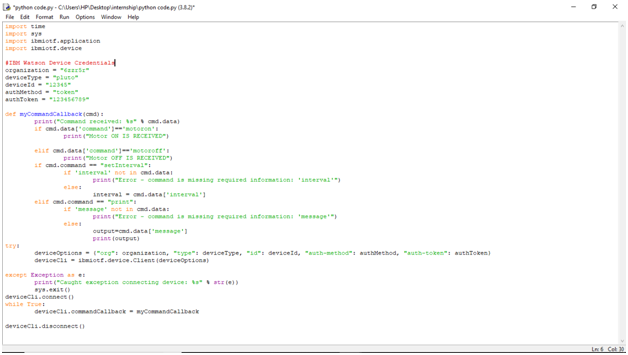 *python code.py - C:\Users\HP\Desktop\internship\python code.py (3.8.2)*
File Edit Format Run Options Window Help
import time
import sys
import ibmiotf.application
import ibmiotf.device
#IBM Watson Device Credentials
organization = "6zzr5r"
deviceType = "pluto"
deviceId = "12345"
authMethod = "token"
authToken = "123456789"
def myCommandCallback(cmd):
print("Command received: %s" % cmd.data)
if cmd.data['command']=='motoron':
print("Motor ON IS RECEIVED")
elif cmd.data['command']=='motoroff':
print("Motor OFF IS RECEIVED")
if cmd.command == "setInterval":
if 'interval' not in cmd.data:
print("Error - command is missing required information: 'interval'")
else:
interval = cmd.data['interval']
elif cmd.command == "print":
if 'message' not in cmd.data:
print("Error - command is missing required information: 'message'")
else:
output=cmd.data['message']
print(output)
try:
deviceOptions = {"org": organization, "type": deviceType, "id": deviceId, "auth-method": authMethod, "auth-token": authToken}
deviceCli = ibmiotf.device.Client(deviceOptions)
except Exception as e:
print("Caught exception connecting device: %s" % str(e))
sys.exit()
deviceCli.connect()
while True:
deviceCli.commandCallback = myCommandCallback
deviceCli.disconnect()
Ln: 6 Col: 30